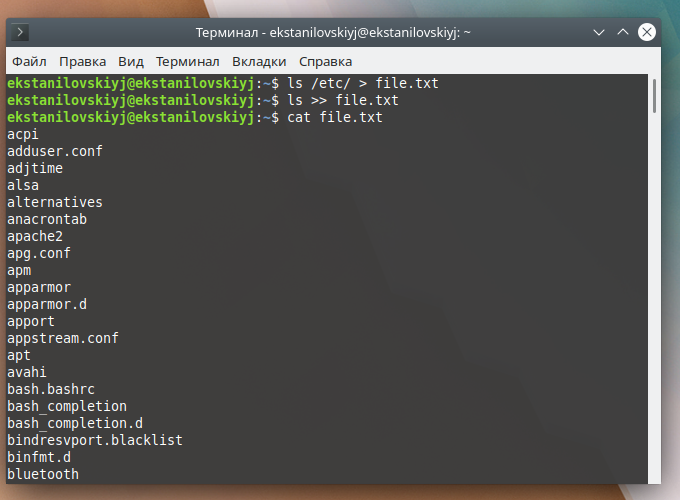 Терминал - ekstanilovskiyj@ekstanilovskiyj: ~
Файл Правка Вид Терминал Вкладки Справка
ekstanilovskiyj@ekstanilovskiyj:~$ ls /etc/ > file.txt
ekstanilovskiyj@ekstanilovskiyj:~$ ls >> file.txt
ekstanilovskiyj@ekstanilovskiyj:~$ cat file.txt
acpi
adduser.conf
adjtime
alsa
alternatives
anacrontab
apache2
apg.conf
apm
apparmor
apparmor.d
apport
appstream.conf
apt
avahi
bash.bashrc
bash_completion
bash_completion.d
bindresvport.blacklist
binfmt.d
bluetooth